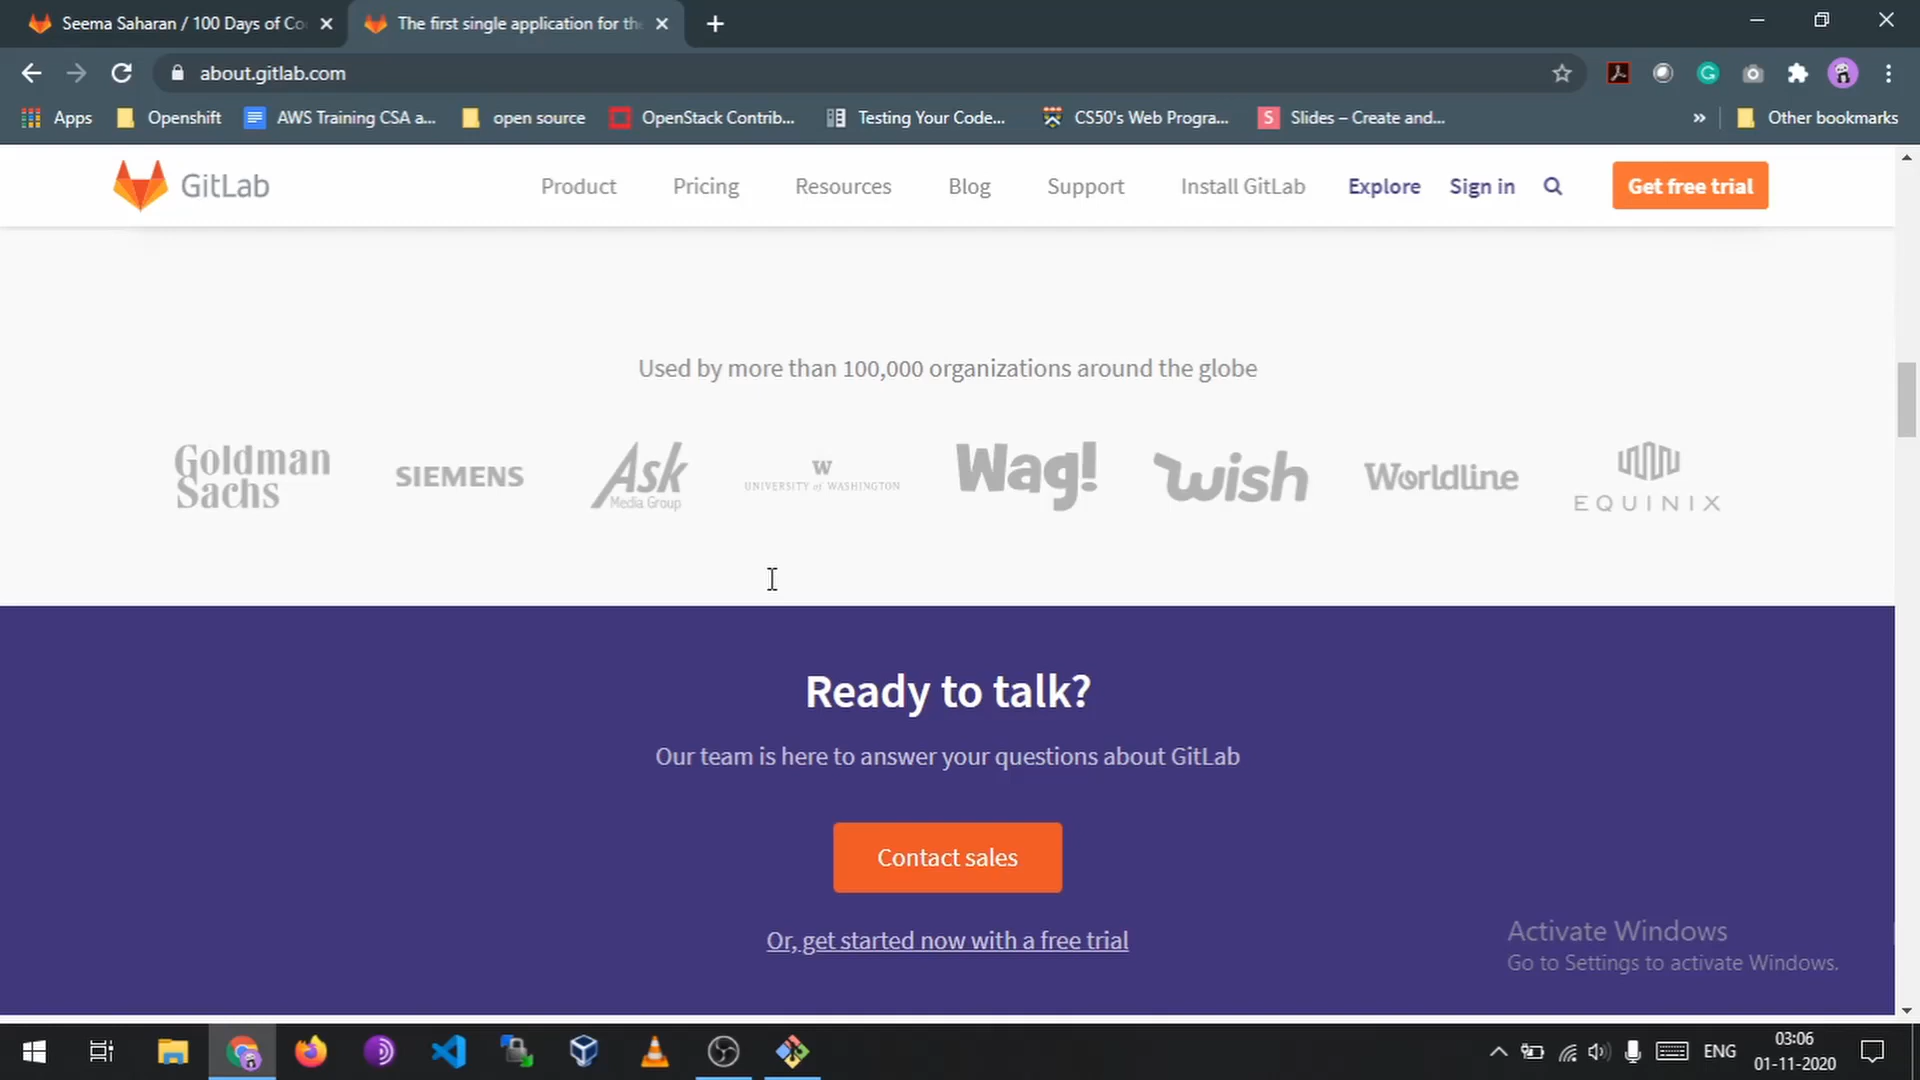 Seema Saharan / 100 Days of Co
The first single application for the
about.gitlab.com
Apps
Openshift
AWS Training CSA a...
open source
OpenStack Contrib...
Testing Your Code...
CS50's Web Progra...
S
Slides – Create and...
»
Other bookmarks
GitLab
Product
Pricing
Resources
Blog
Support
Install GitLab
Explore
Sign in
Get free trial
Used by more than 100,000 organizations around the globe
Goldman
Sachs
SIEMENS
Ask
Media Group
W
UNIVERSITY of WASHINGTON
Wag!
wish
Worldline
EQUINIX
Ready to talk?
Our team is here to answer your questions about GitLab
Contact sales
Or, get started now with a free trial
Activate Windows
Go to Settings to activate Windows.
ENG
03:06
01-11-2020